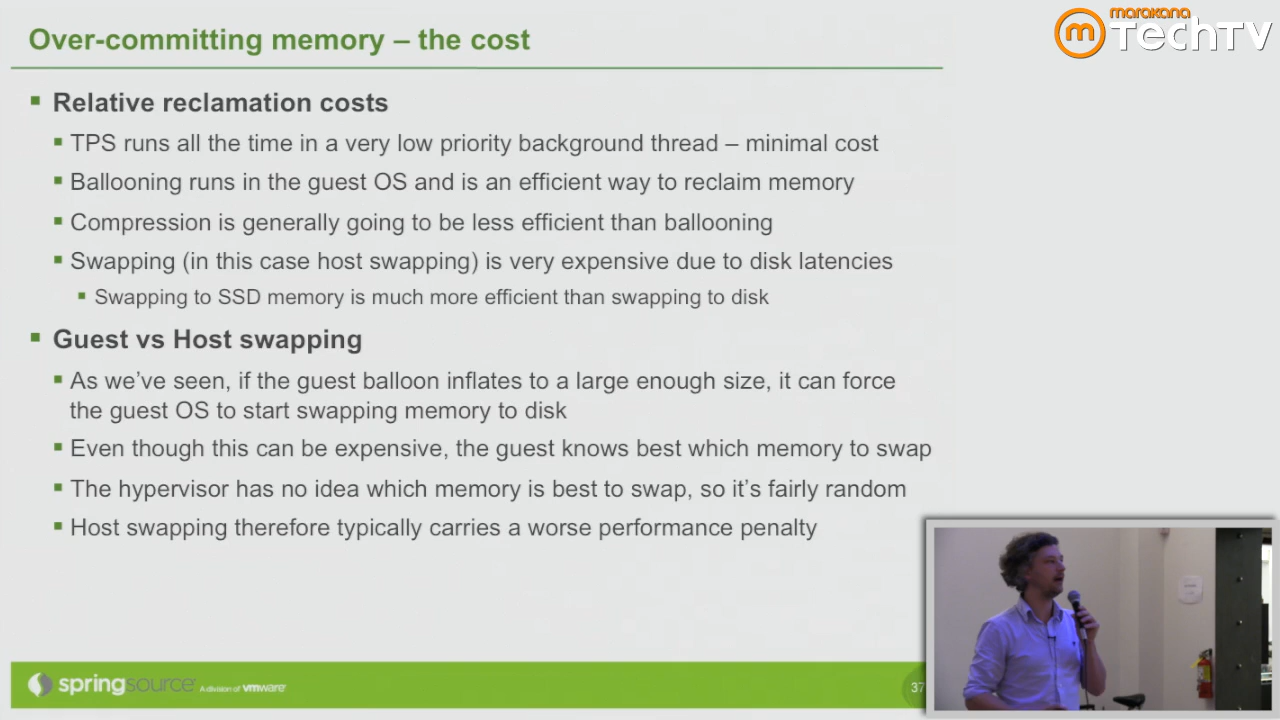 Over-committing memory – the cost
marakana
TechTV
Relative reclamation costs
TPS runs all the time in a very low priority background thread – minimal cost
Ballooning runs in the guest OS and is an efficient way to reclaim memory
Compression is generally going to be less efficient than ballooning
Swapping (in this case host swapping) is very expensive due to disk latencies
Swapping to SSD memory is much more efficient than swapping to disk
Guest vs Host swapping
As we’ve seen, if the guest balloon inflates to a large enough size, it can force
the guest OS to start swapping memory to disk
Even though this can be expensive, the guest knows best which memory to swap
The hypervisor has no idea which memory is best to swap, so it’s fairly random
Host swapping therefore typically carries a worse performance penalty
springsource A division of vmware
37